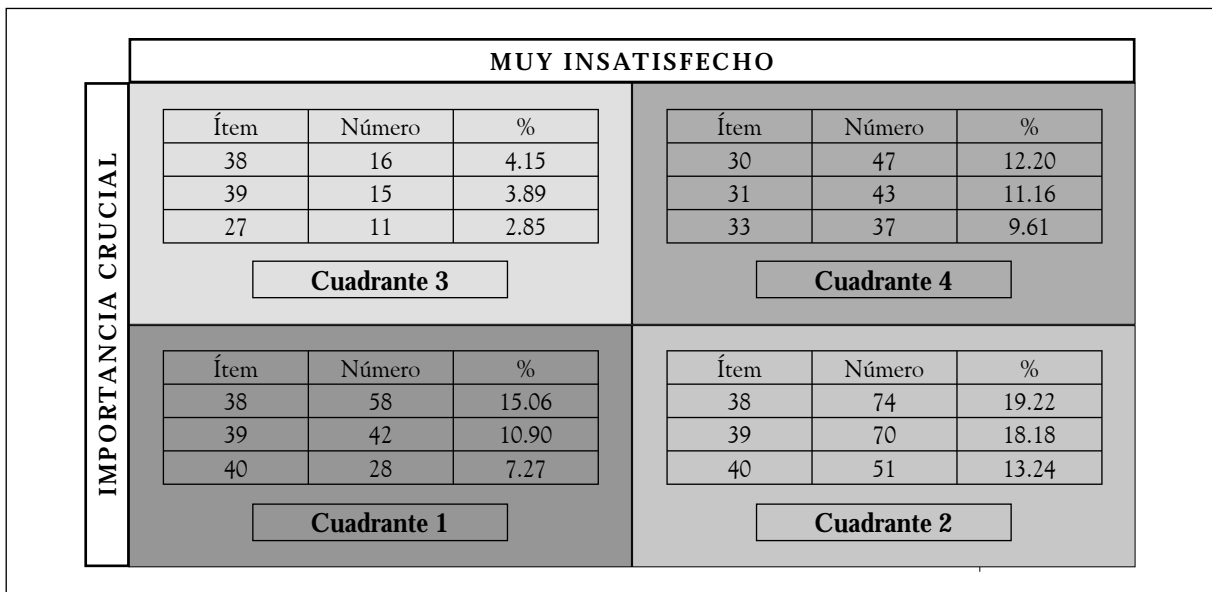 MUY INSATISFECHO
IMPORTANCIA CRUCIAL
Ítem Número %
38 16 4.15
39 15 3.89
27 11 2.85
Cuadrante 3
Ítem Número %
30 47 12.20
31 43 11.16
33 37 9.61
Cuadrante 4
Ítem Número %
38 58 15.06
39 42 10.90
40 28 7.27
Cuadrante 1
Ítem Número %
38 74 19.22
39 70 18.18
40 51 13.24
Cuadrante 2